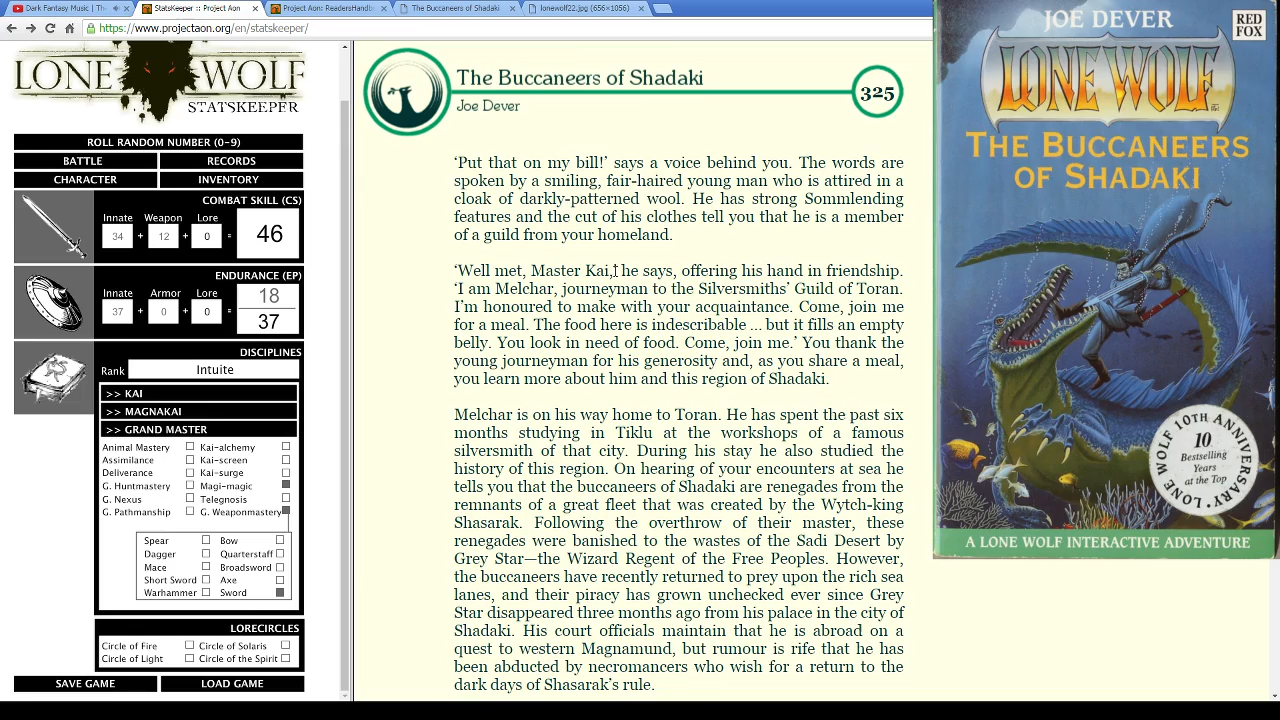 Dark Fantasy Music | Th
StatsKeeper :: Project Aon
Project Aon: ReadersHandb
The Buccaneers of Shadaki
lonewolf22.jpg (656×1056)
https://www.projectaon.org/en/statskeeper/
LONE WOLF
STATSKEEPER
ROLL RANDOM NUMBER (0-9)
BATTLE RECORDS
CHARACTER INVENTORY
COMBAT SKILL (CS)
Innate Weapon Lore
34 + 12 + 0 = 46
ENDURANCE (EP)
Innate Armor Lore 18
37 + 0 + 0 = 37
DISCIPLINES
Rank Intuite
>> KAI
>> MAGNAKAI
>> GRAND MASTER
Animal Mastery Kai-alchemy
Assimilance Kai-screen
Deliverance Kai-surge
G. Huntmastery Magi-magic
G. Nexus Telegnosis
G. Pathmanship G. Weaponmastery
Spear Bow
Dagger Quarterstaff
Mace Broadsword
Short Sword Axe
Warhammer Sword
LORECIRCLES
Circle of Fire Circle of Solaris
Circle of Light Circle of the Spirit
SAVE GAME LOAD GAME
The Buccaneers of Shadaki
325
Joe Dever
‘Put that on my bill!’ says a voice behind you. The words are
spoken by a smiling, fair-haired young man who is attired in a
cloak of darkly-patterned wool. He has strong Sommlending
features and the cut of his clothes tell you that he is a member
of a guild from your homeland.
‘Well met, Master Kai,’ he says, offering his hand in friendship.
‘I am Melchar, journeyman to the Silversmiths’ Guild of Toran.
I’m honoured to make with your acquaintance. Come, join me
for a meal. The food here is indescribable … but it fills an empty
belly. You look in need of food. Come, join me.’ You thank the
young journeyman for his generosity and, as you share a meal,
you learn more about him and this region of Shadaki.
Melchar is on his way home to Toran. He has spent the past six
months studying in Tiklu at the workshops of a famous
silversmith of that city. During his stay he also studied the
history of this region. On hearing of your encounters at sea he
tells you that the buccaneers of Shadaki are renegades from the
remnants of a great fleet that was created by the Wytch-king
Shasarak. Following the overthrow of their master, these
renegades were banished to the wastes of the Sadi Desert by
Grey Star—the Wizard Regent of the Free Peoples. However,
the buccaneers have recently returned to prey upon the rich sea
lanes, and their piracy has grown unchecked ever since Grey
Star disappeared three months ago from his palace in the city of
Shadaki. His court officials maintain that he is abroad on a
quest to western Magnamund, but rumour is rife that he has
been abducted by necromancers who wish for a return to the
dark days of Shasarak’s rule.
JOE DEVER
RED
FOX
LONE WOLF
THE BUCCANEERS
OF SHADAKI
LONE WOLF 10TH ANNIVERSARY
10
Bestselling
Years
at the Top
A LONE WOLF INTERACTIVE ADVENTURE